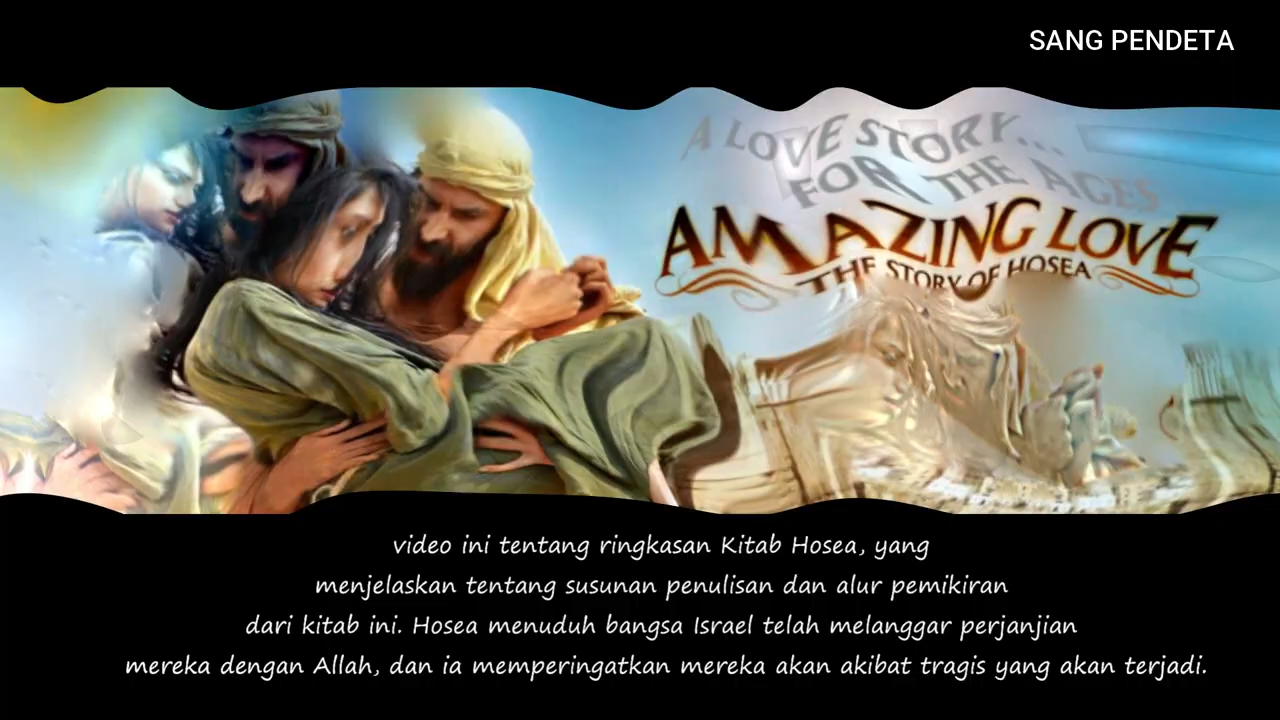 SANG PENDETA
A LOVE STORY...
FOR THE AGES
AMAZING LOVE
THE STORY OF HOSEA
video ini tentang ringkasan Kitab Hosea, yang
menjelaskan tentang susunan penulisan dan alur pemikiran
dari kitab ini. Hosea menuduh bangsa Israel telah melanggar perjanjian
mereka dengan Allah, dan ia memperingatkan mereka akan akibat tragis yang akan terjadi.